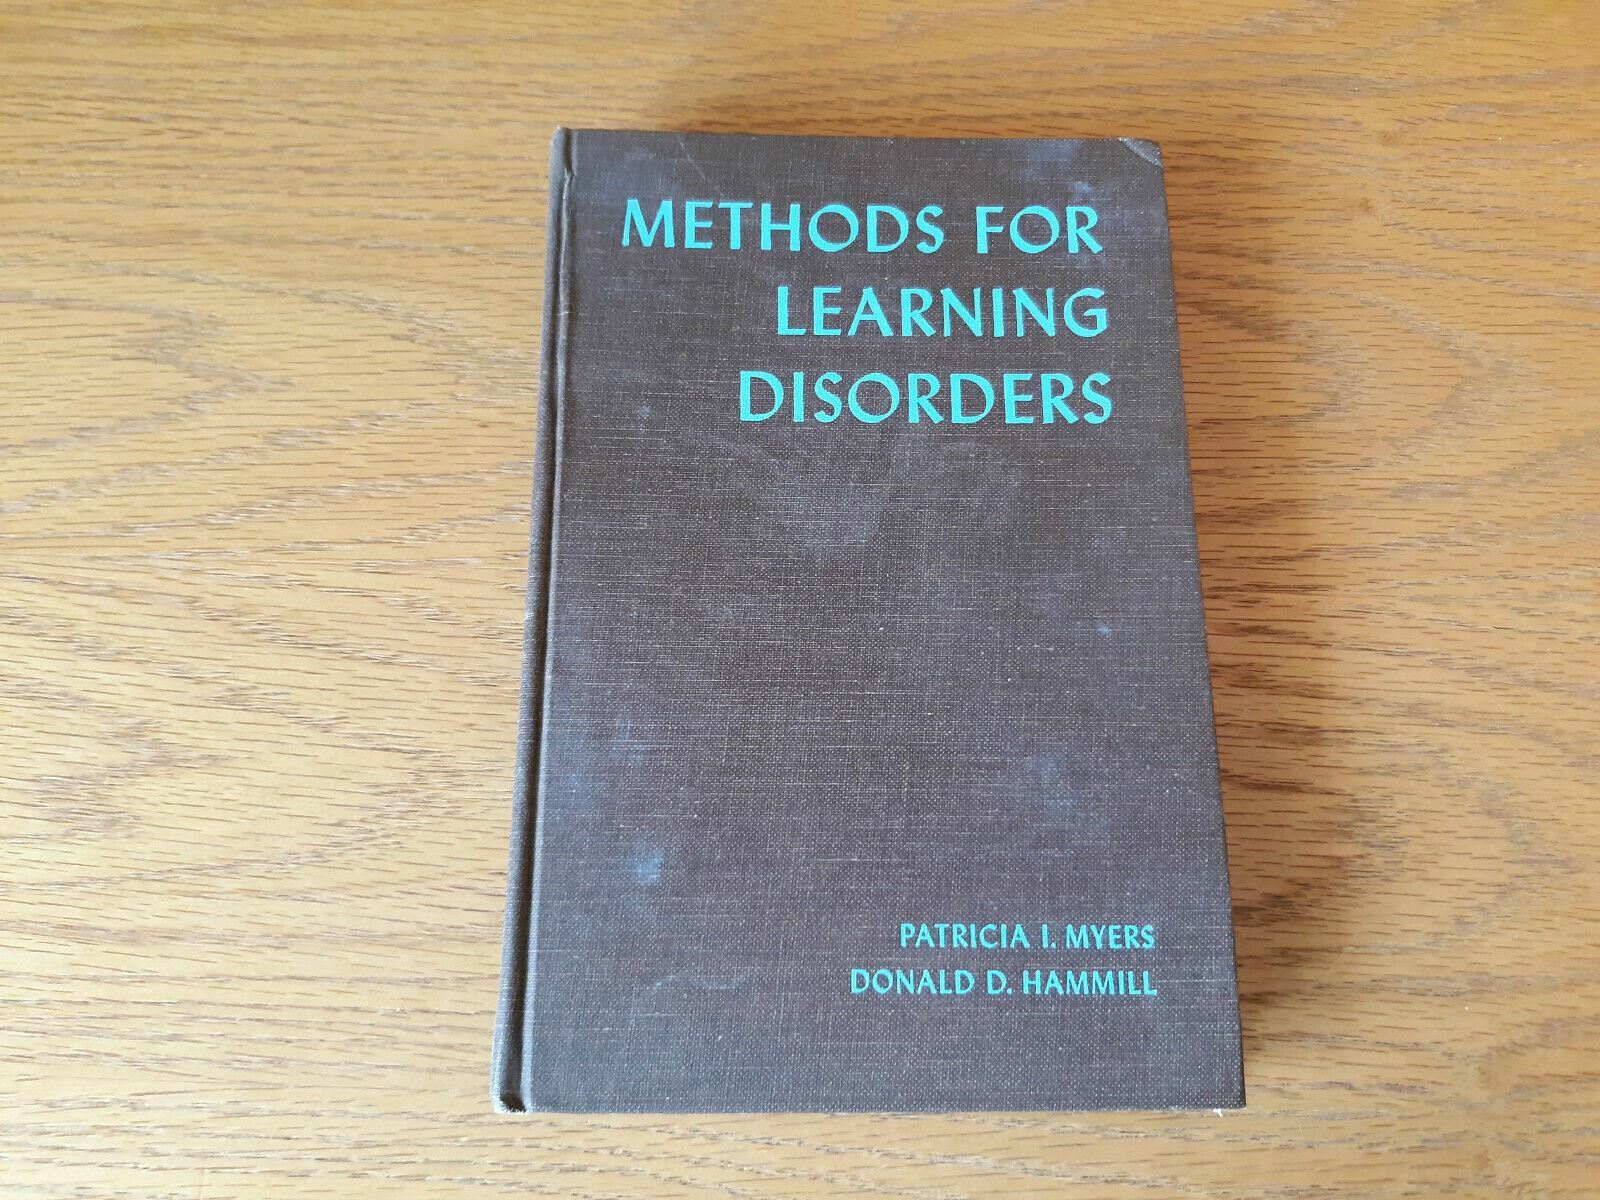 METHODS FOR
LEARNING
DISORDERS
PATRICIA I. MYERS
DONALD D. HAMMILL